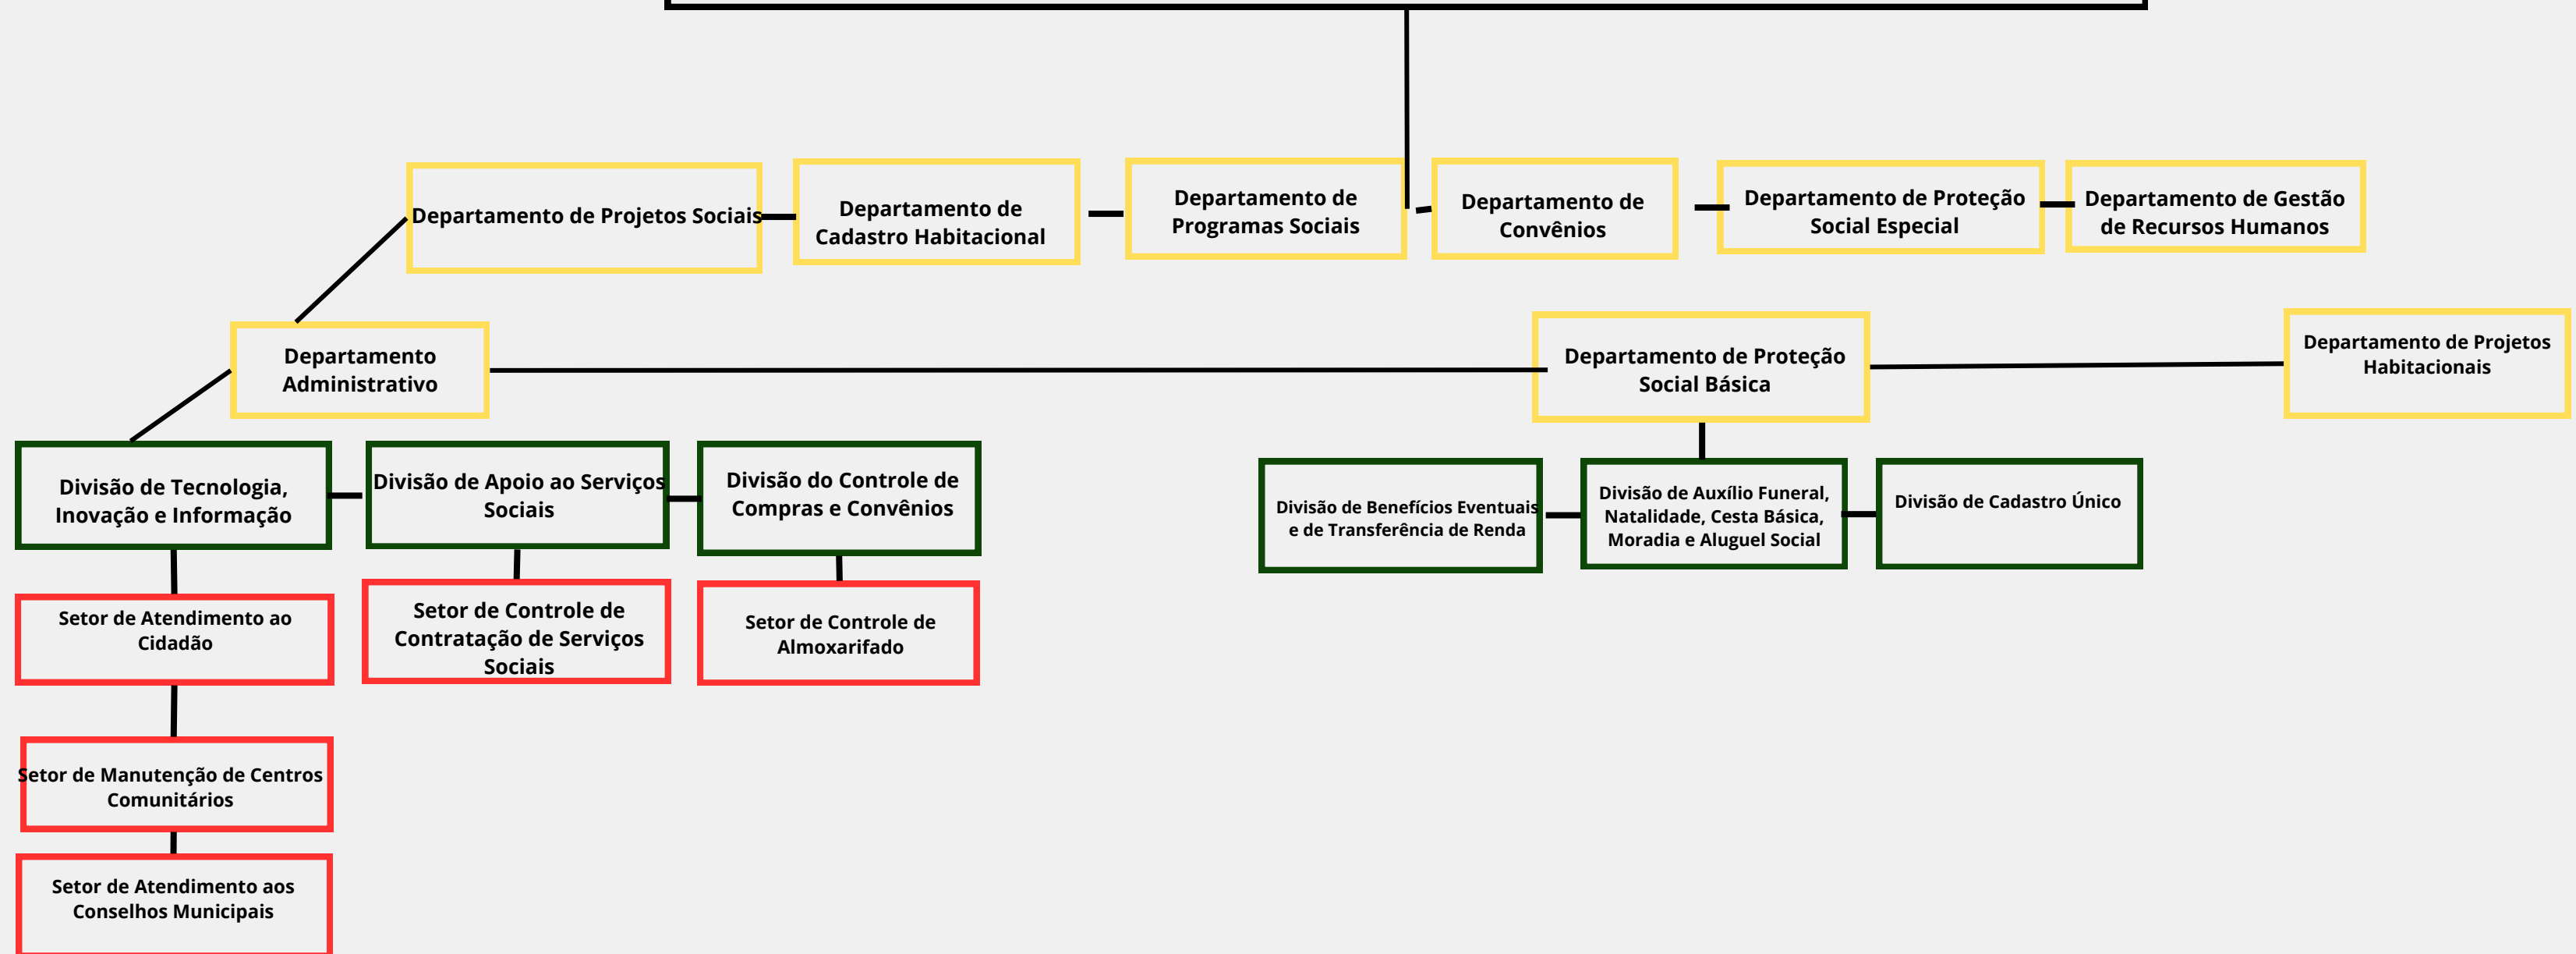 Departamento de Projetos Sociais
Departamento de
Cadastro Habitacional
Departamento de
Programas Sociais
Departamento de
Convênios
Departamento de Proteção
Social Especial
Departamento de Gestão
de Recursos Humanos
Departamento
Administrativo
Departamento de Proteção
Social Básica
Departamento de Projetos
Habitacionais
Divisão de Tecnologia,
Inovação e Informação
Divisão de Apoio ao Serviços
Sociais
Divisão do Controle de
Compras e Convênios
Divisão de Benefícios Eventuais
e de Transferência de Renda
Divisão de Auxílio Funeral,
Natalidade, Cesta Básica,
Moradia e Aluguel Social
Divisão de Cadastro Único
Setor de Atendimento ao
Cidadão
Setor de Controle de
Contratação de Serviços
Sociais
Setor de Controle de
Almoxarifado
Setor de Manutenção de Centros
Comunitários
Setor de Atendimento aos
Conselhos Municipais